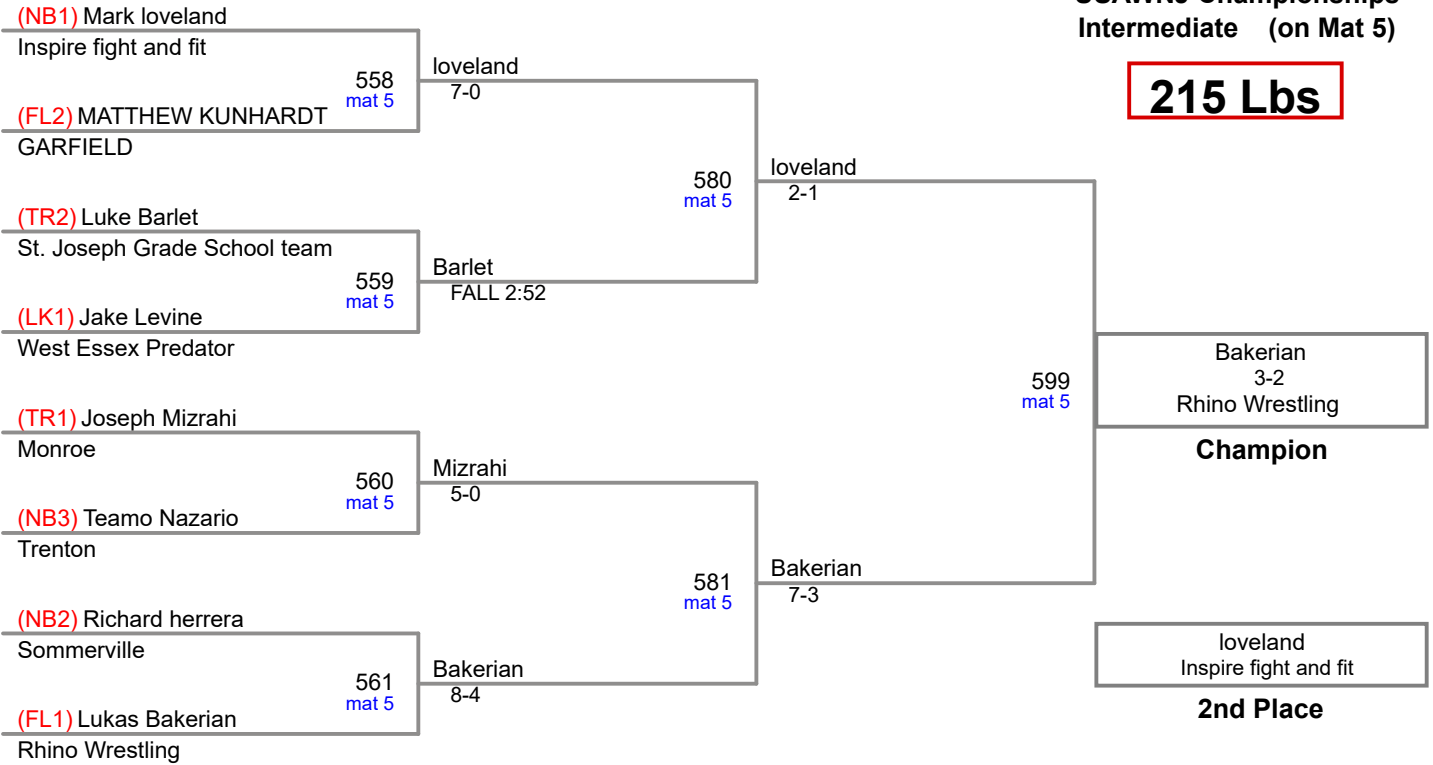 Intermediate (on Mat 5)
215 Lbs
(NB1) Mark loveland
Inspire fight and fit
558
mat 5
(FL2) MATTHEW KUNHARDT
GARFIELD
loveland
7-0
(TR2) Luke Barlet
St. Joseph Grade School team
559
mat 5
(LK1) Jake Levine
West Essex Predator
Barlet
FALL 2:52
580
mat 5
loveland
2-1
(TR1) Joseph Mizrahi
Monroe
560
mat 5
(NB3) Teamo Nazario
Trenton
Mizrahi
5-0
(NB2) Richard herrera
Sommerville
561
mat 5
(FL1) Lukas Bakerian
Rhino Wrestling
Bakerian
8-4
581
mat 5
Bakerian
7-3
599
mat 5
Bakerian
3-2
Rhino Wrestling
Champion
loveland
Inspire fight and fit
2nd Place